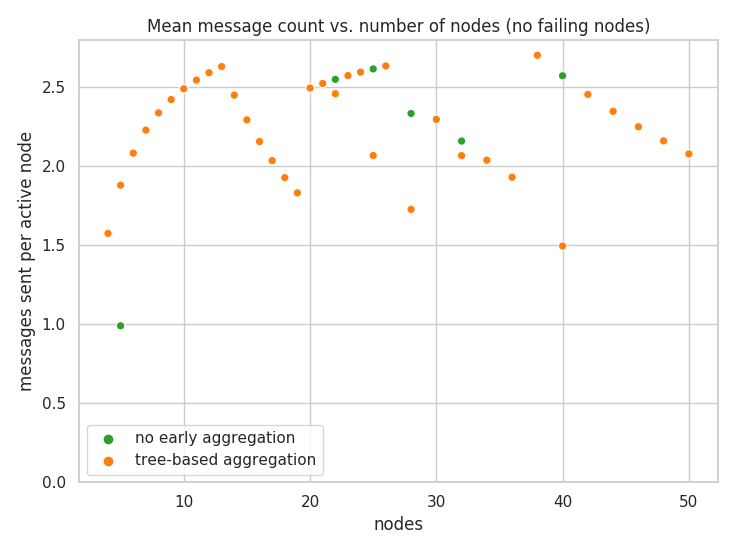 Mean message count vs. number of nodes (no failing nodes)
messages sent per active node
2.5
2.0
1.5
1.0
0.5
0.0
no early aggregation
tree-based aggregation
10 20 30 40 50
nodes